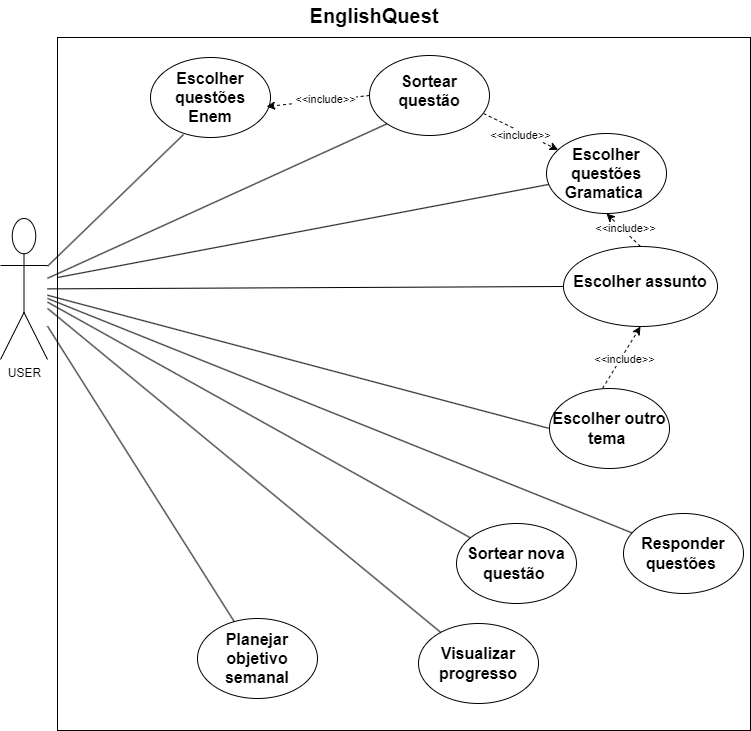 EnglishQuest
Escolher
questões
Enem
<<include>>
Sortear
questão
<<include>>
Escolher
questões
Gramatica
<<include>>
Escolher assunto
<<include>>
USER
Escolher outro
tema
Sortear nova
questão
Responder
questões
Planejar
objetivo
semanal
Visualizar
progresso